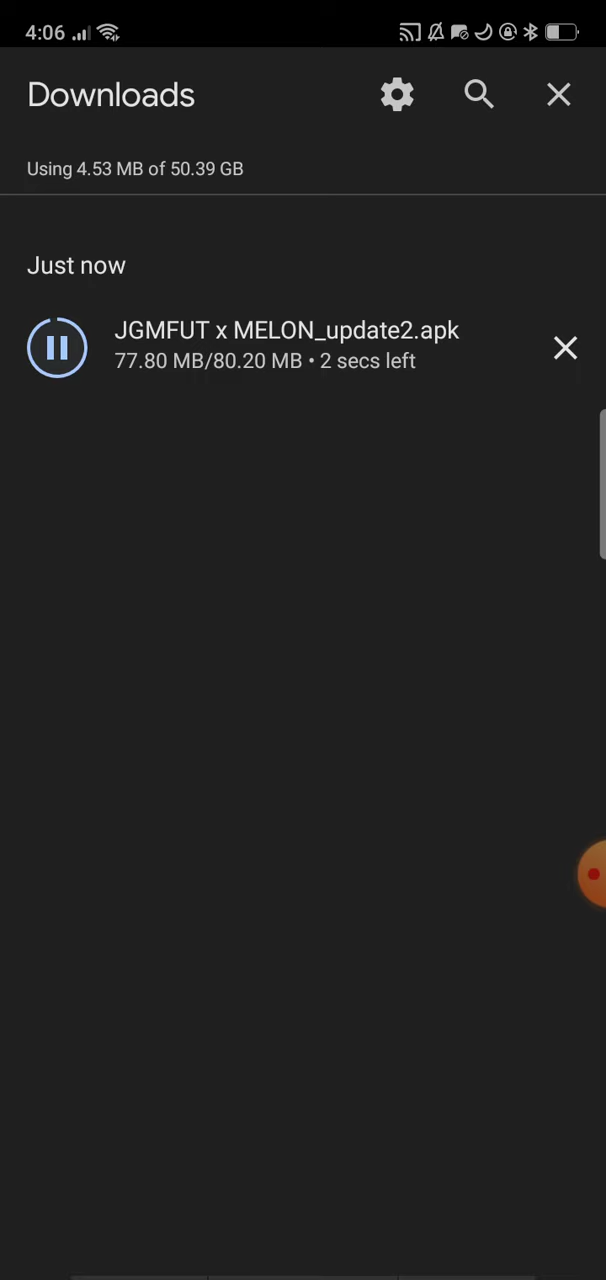 4:06
Downloads
Using 4.53 MB of 50.39 GB
Just now
JGMFUT x MELON_update2.apk
77.80 MB/80.20 MB • 2 secs left